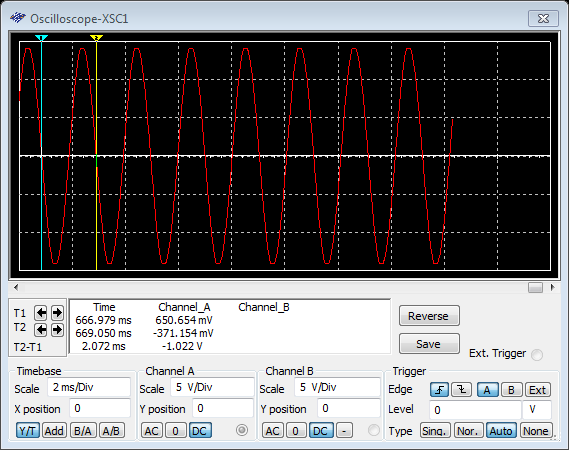 Oscilloscope-XSC1
1 2
Time Channel_A Channel_B
T1 666.979 ms 650.654 mV
T2 669.050 ms -371.154 mV
T2-T1 2.072 ms -1.022 V
Reverse
Save
Ext. Trigger
Timebase Channel A Channel B Trigger
Scale 2 ms/Div Scale 5 V/Div Scale 5 V/Div Edge A B Ext
X position 0 Y position 0 Y position 0 Level 0 V
Y/T Add B/A A/B AC 0 DC AC 0 DC - Type Sing. Nor. Auto None